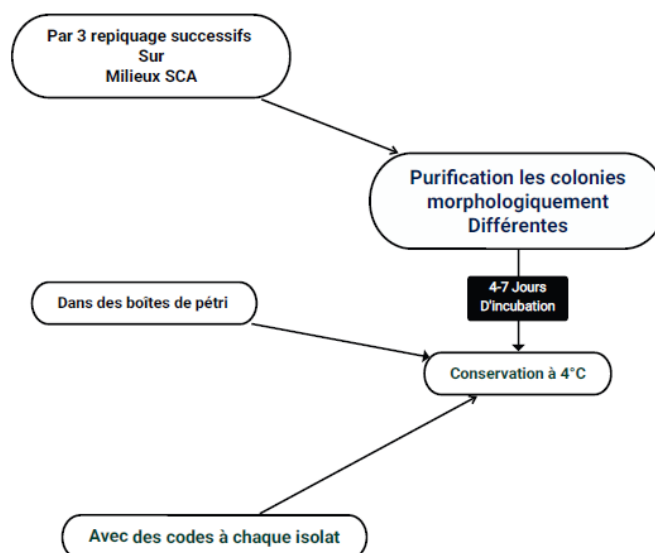 Par 3 repiquage successifs
Sur
Milieux SCA
Purification les colonies
morphologiquement
Différentes
4-7 Jours
D'incubation
Dans des boîtes de pétri
Conservation à 4°C
Avec des codes à chaque isolat